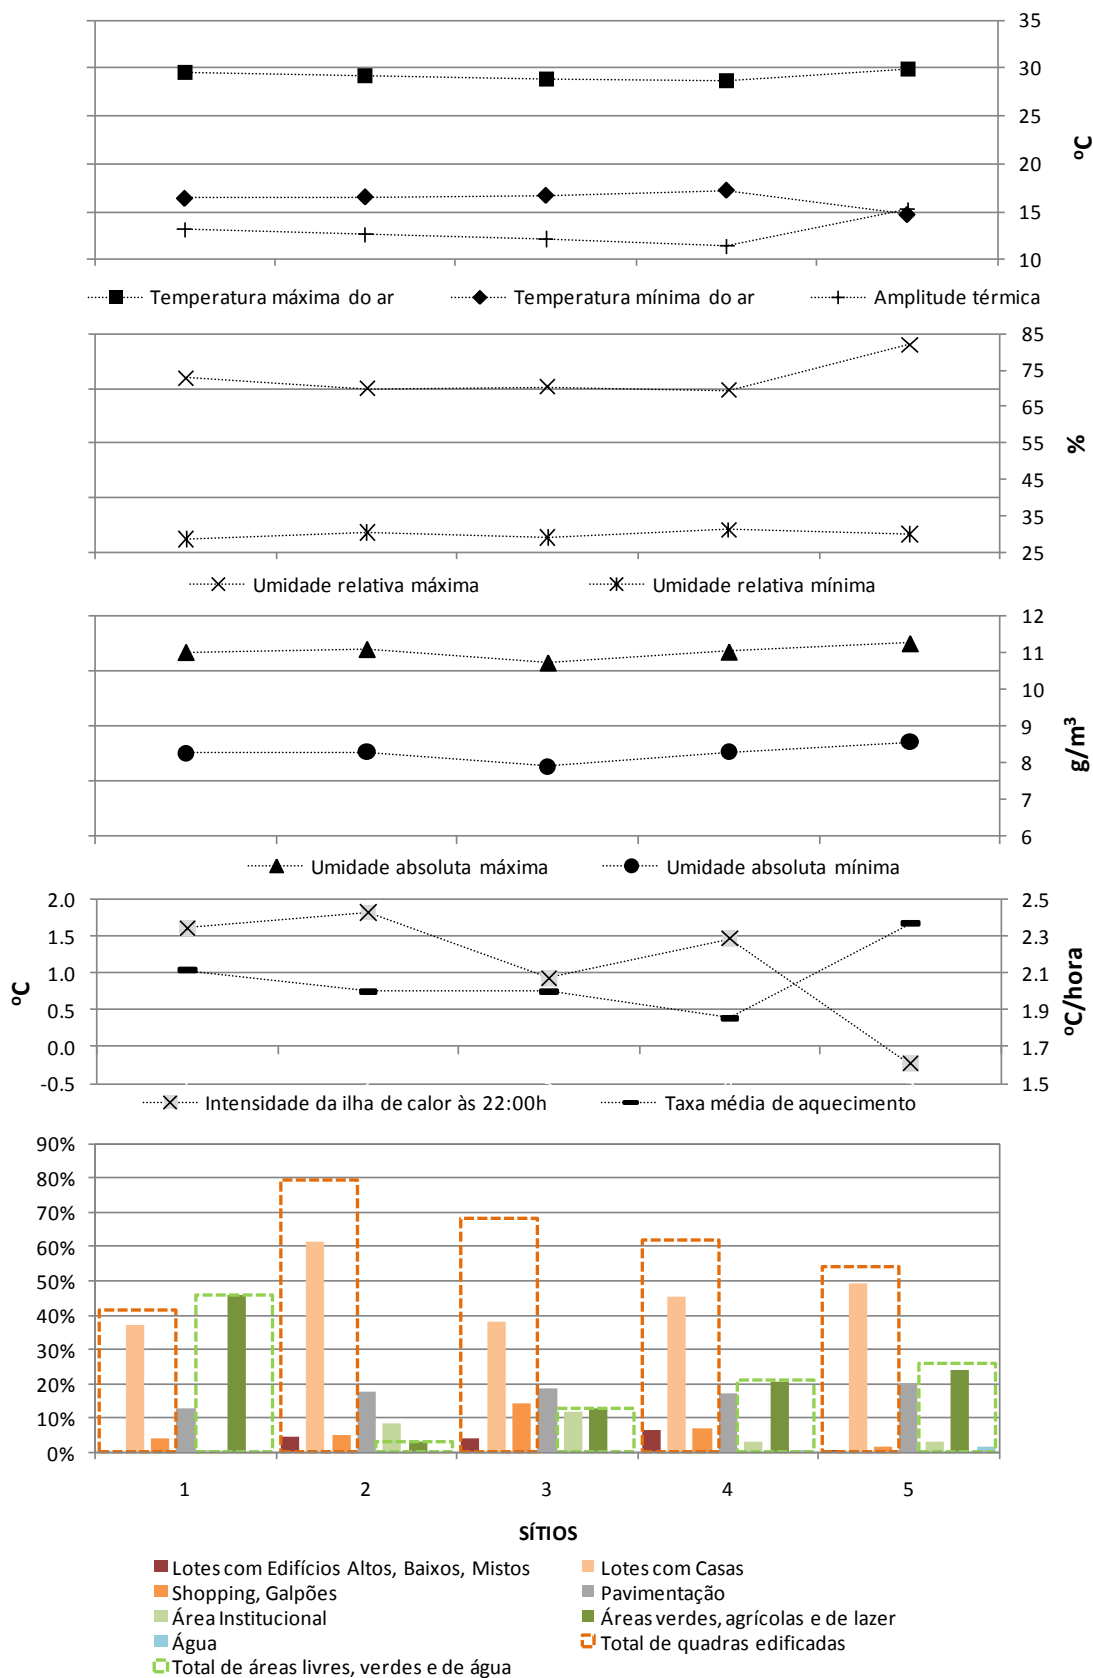 35
30
25
20
15
10
ºC
Temperatura máxima do ar
Temperatura mínima do ar
Amplitude térmica
85
75
65
55
45
35
25
%
Umidade relativa máxima
Umidade relativa mínima
12
11
10
9
8
7
6
g/m³
Umidade absoluta máxima
Umidade absoluta mínima
2.0
1.5
1.0
0.5
0.0
-0.5
ºC
2.5
2.3
2.1
1.9
1.7
1.5
ºC/hora
Intensidade da ilha de calor às 22:00h
Taxa média de aquecimento
90%
80%
70%
60%
50%
40%
30%
20%
10%
0%
1 2 3 4 5
SÍTIOS
Lotes com Edifícios Altos, Baixos, Mistos
Lotes com Casas
Shopping, Galpões
Pavimentação
Área Institucional
Áreas verdes, agrícolas e de lazer
Água
Total de quadras edificadas
Total de áreas livres, verdes e de água